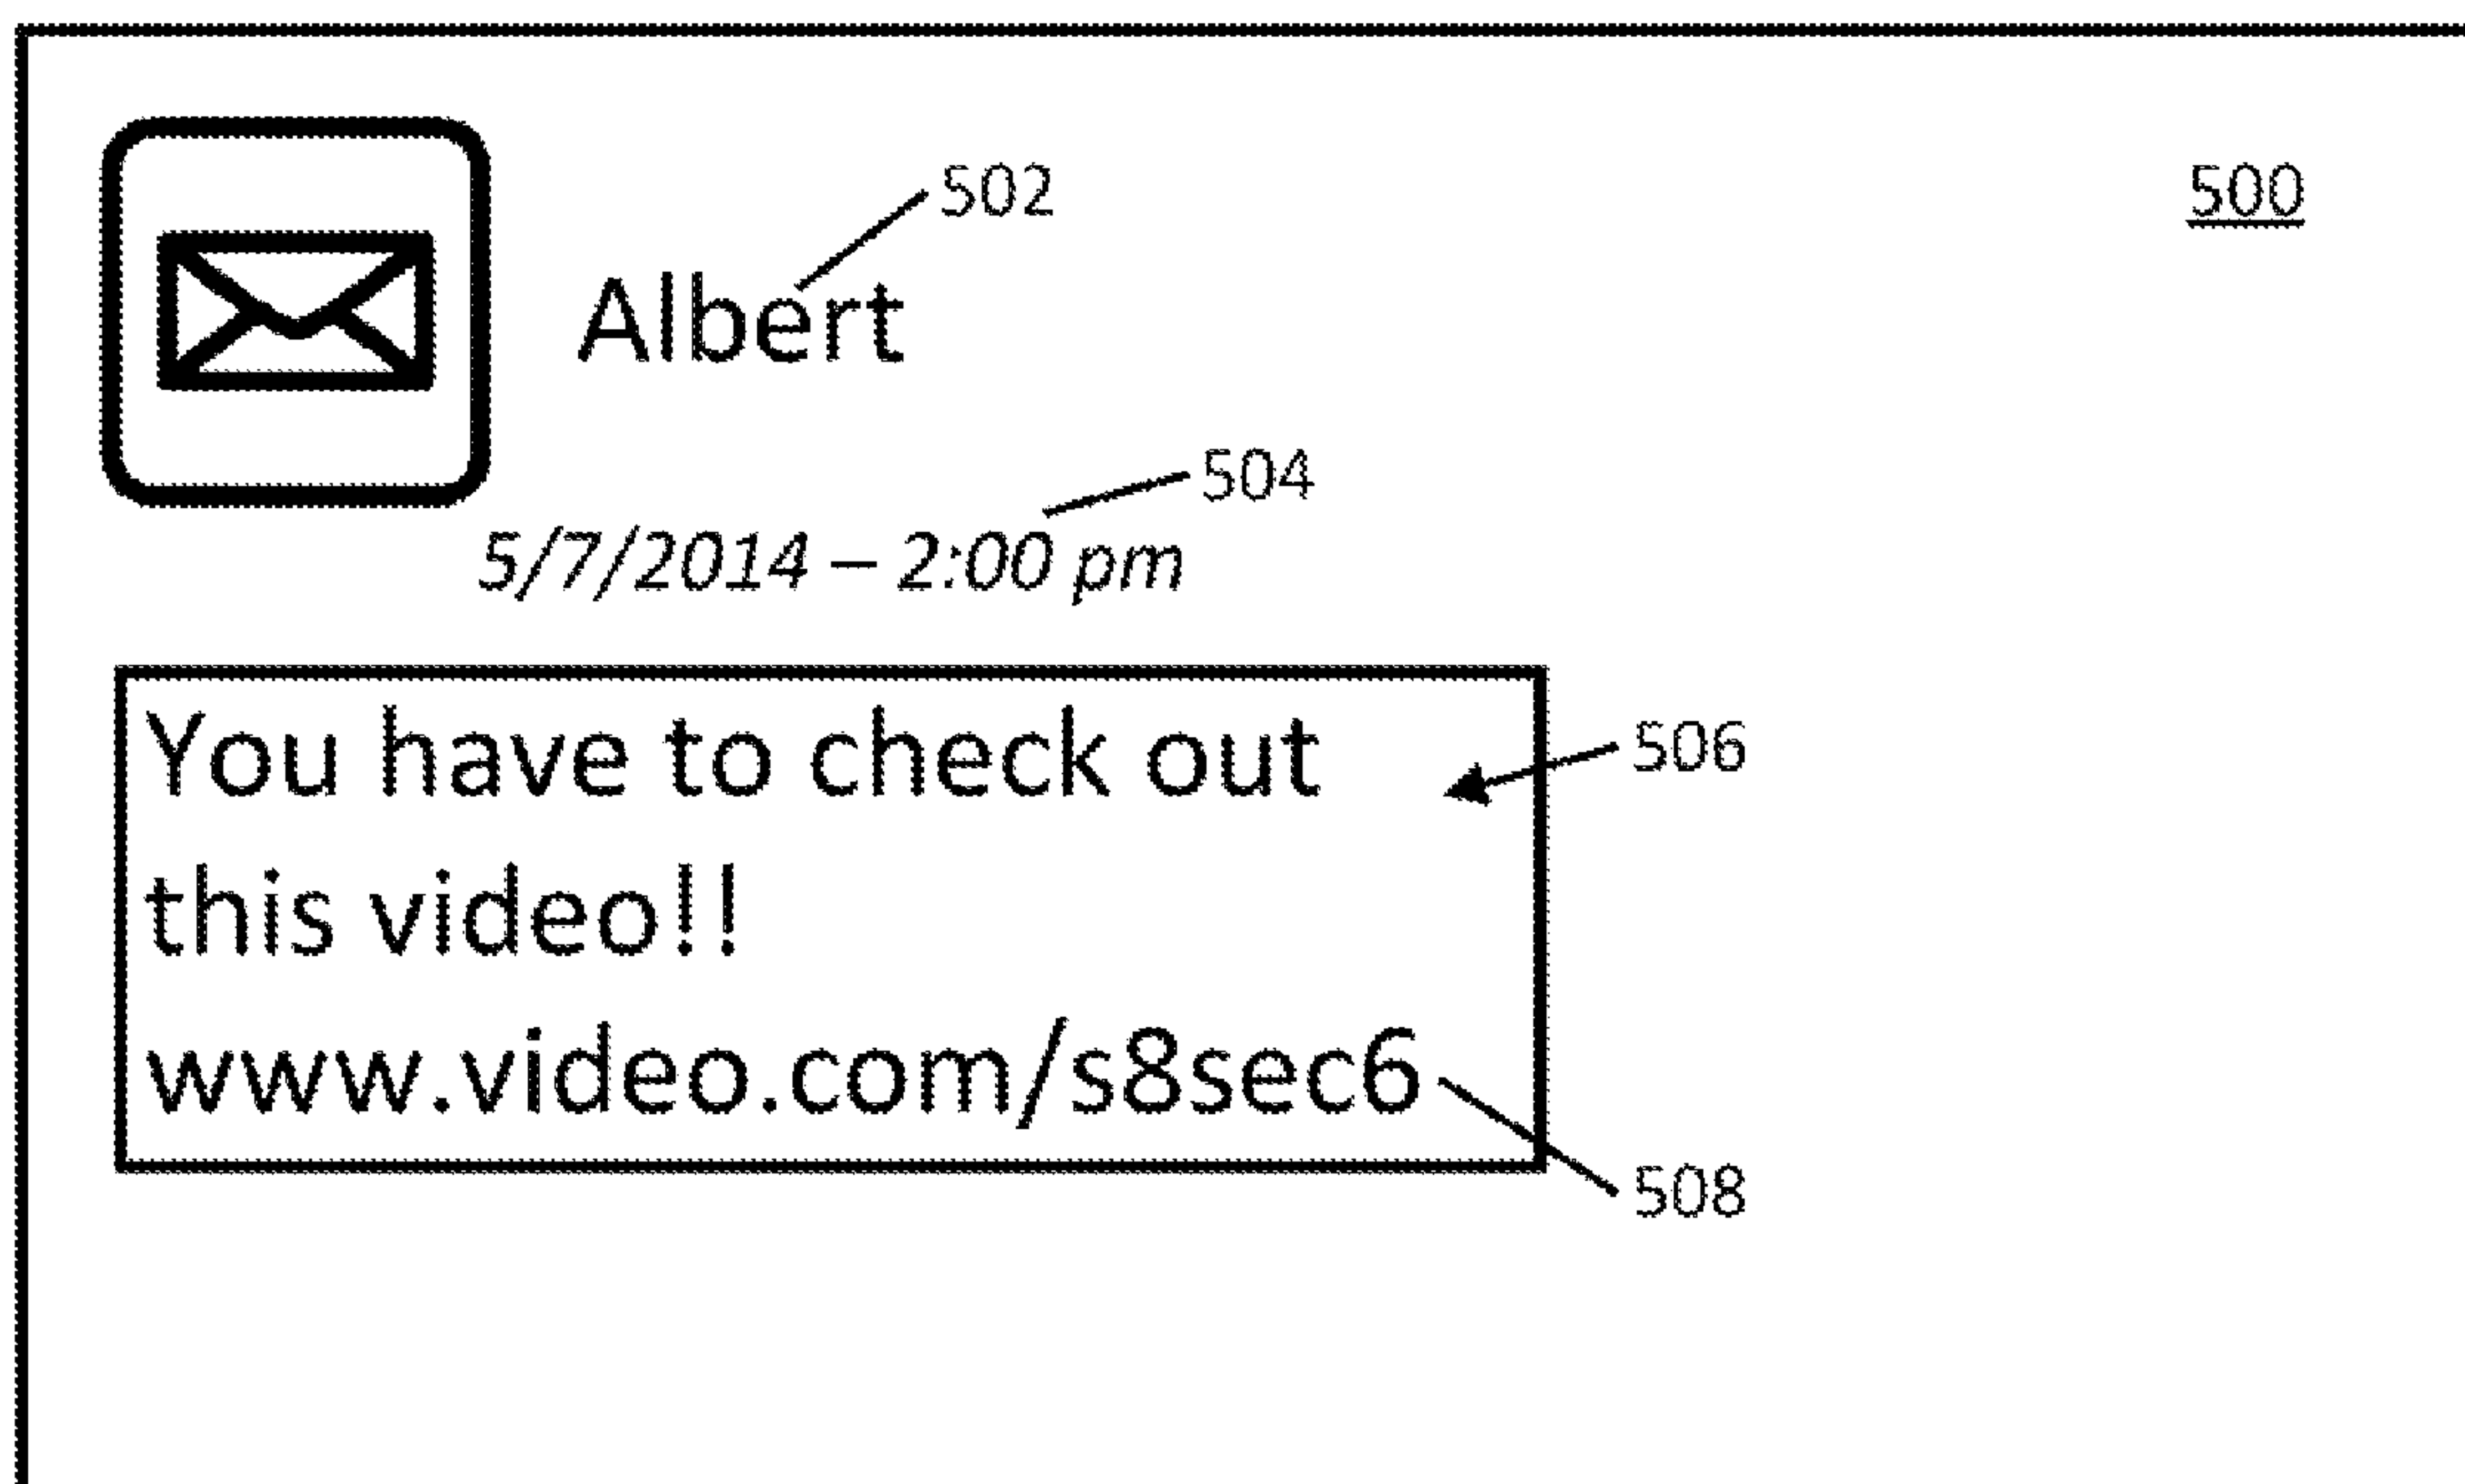 502
500
Albert
504
5/7/2014 – 2:00 pm
You have to check out
506
this video!!
www.video.com/s8sec6
508